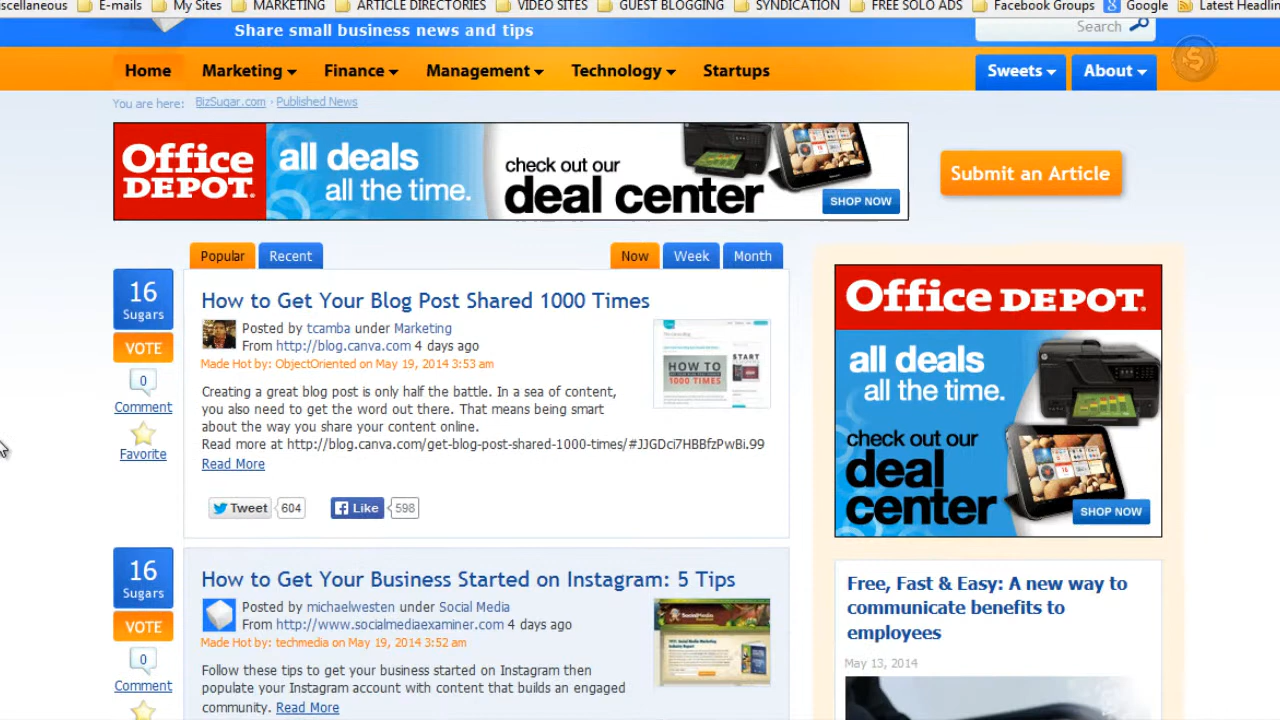 scellaneous E-mails My Sites MARKETING ARTICLE DIRECTORIES VIDEO SITES GUEST BLOGGING SYNDICATION FREE SOLO ADS Facebook Groups Google Latest Headlin
Share small business news and tips
Search
Home Marketing Finance Management Technology Startups Sweets About
You are here: BizSugar.com · Published News
Office DEPOT. all deals all the time. check out our deal center SHOP NOW
Submit an Article
Popular Recent Now Week Month
16
Sugars
VOTE
0
Comment
Favorite
How to Get Your Blog Post Shared 1000 Times
Posted by tcamba under Marketing
From http://blog.canva.com 4 days ago
Made Hot by: ObjectOriented on May 19, 2014 3:53 am
Creating a great blog post is only half the battle. In a sea of content,
you also need to get the word out there. That means being smart
about the way you share your content online.
Read more at http://blog.canva.com/get-blog-post-shared-1000-times/#JJGDci7HBBfzPwBi.99
Read More
HOW TO
1000 TIMES
START
Tweet 604 Like 598
16
Sugars
VOTE
0
Comment
How to Get Your Business Started on Instagram: 5 Tips
Posted by michaelwesten under Social Media
From http://www.socialmediaexaminer.com 4 days ago
Made Hot by: techmedia on May 19, 2014 3:52 am
Follow these tips to get your business started on Instagram then
populate your Instagram account with content that builds an engaged
community. Read More
Office DEPOT.
all deals
all the time.
check out our
deal
center
SHOP NOW
Free, Fast & Easy: A new way to
communicate benefits to
employees
May 13, 2014